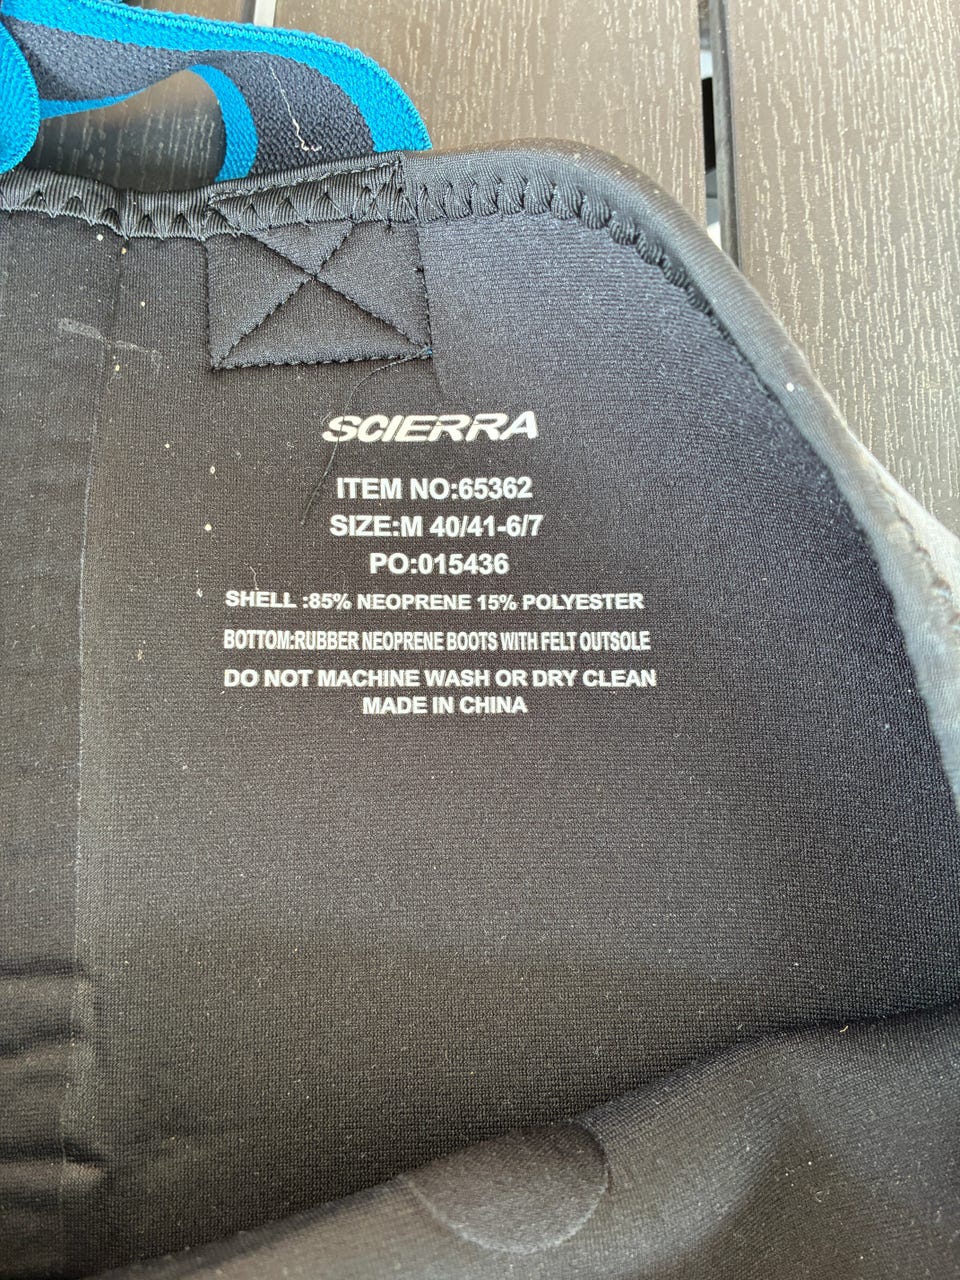 SCIERRA
ITEM NO:65362
SIZE:M 40/41-6/7
PO:015436
SHELL :85% NEOPRENE 15% POLYESTER
BOTTOM:RUBBER NEOPRENE BOOTS WITH FELT OUTSOLE
DO NOT MACHINE WASH OR DRY CLEAN
MADE IN CHINA